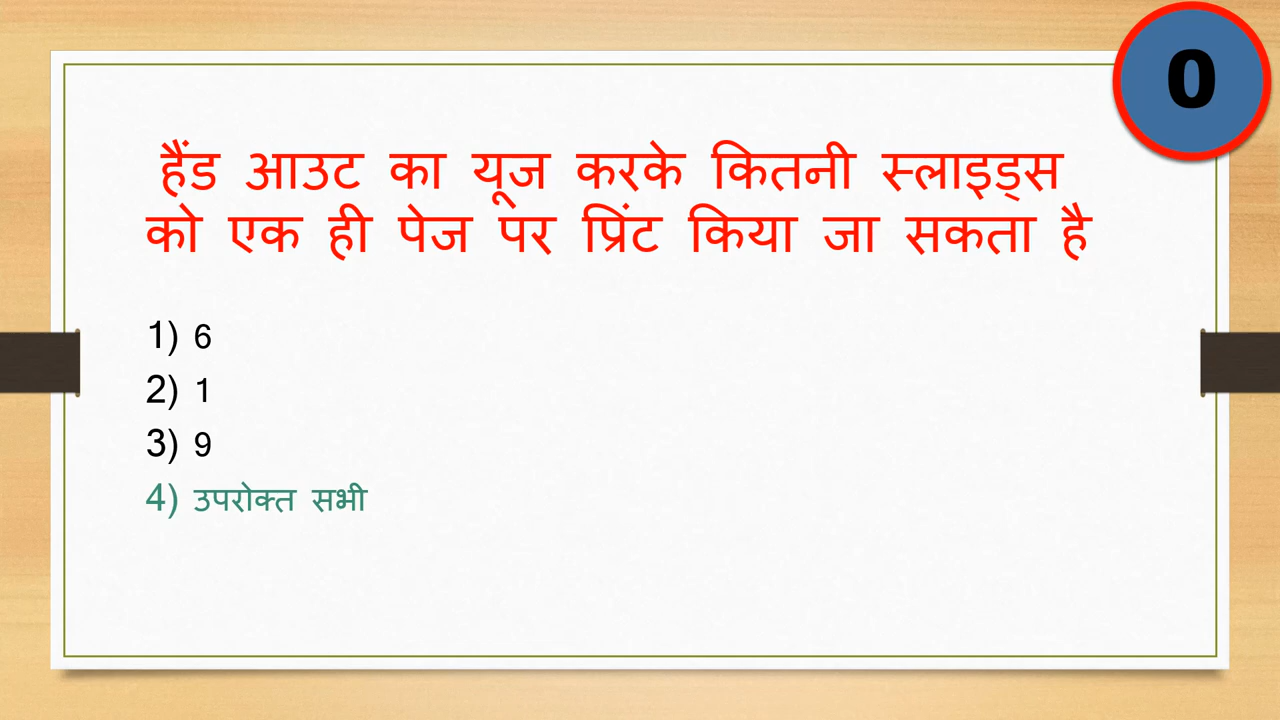 0
हैंड आउट का यूज करके कितनी स्लाइड्स
को एक ही पेज पर प्रिंट किया जा सकता है
1) 6
2) 1
3) 9
4) उपरोक्त सभी